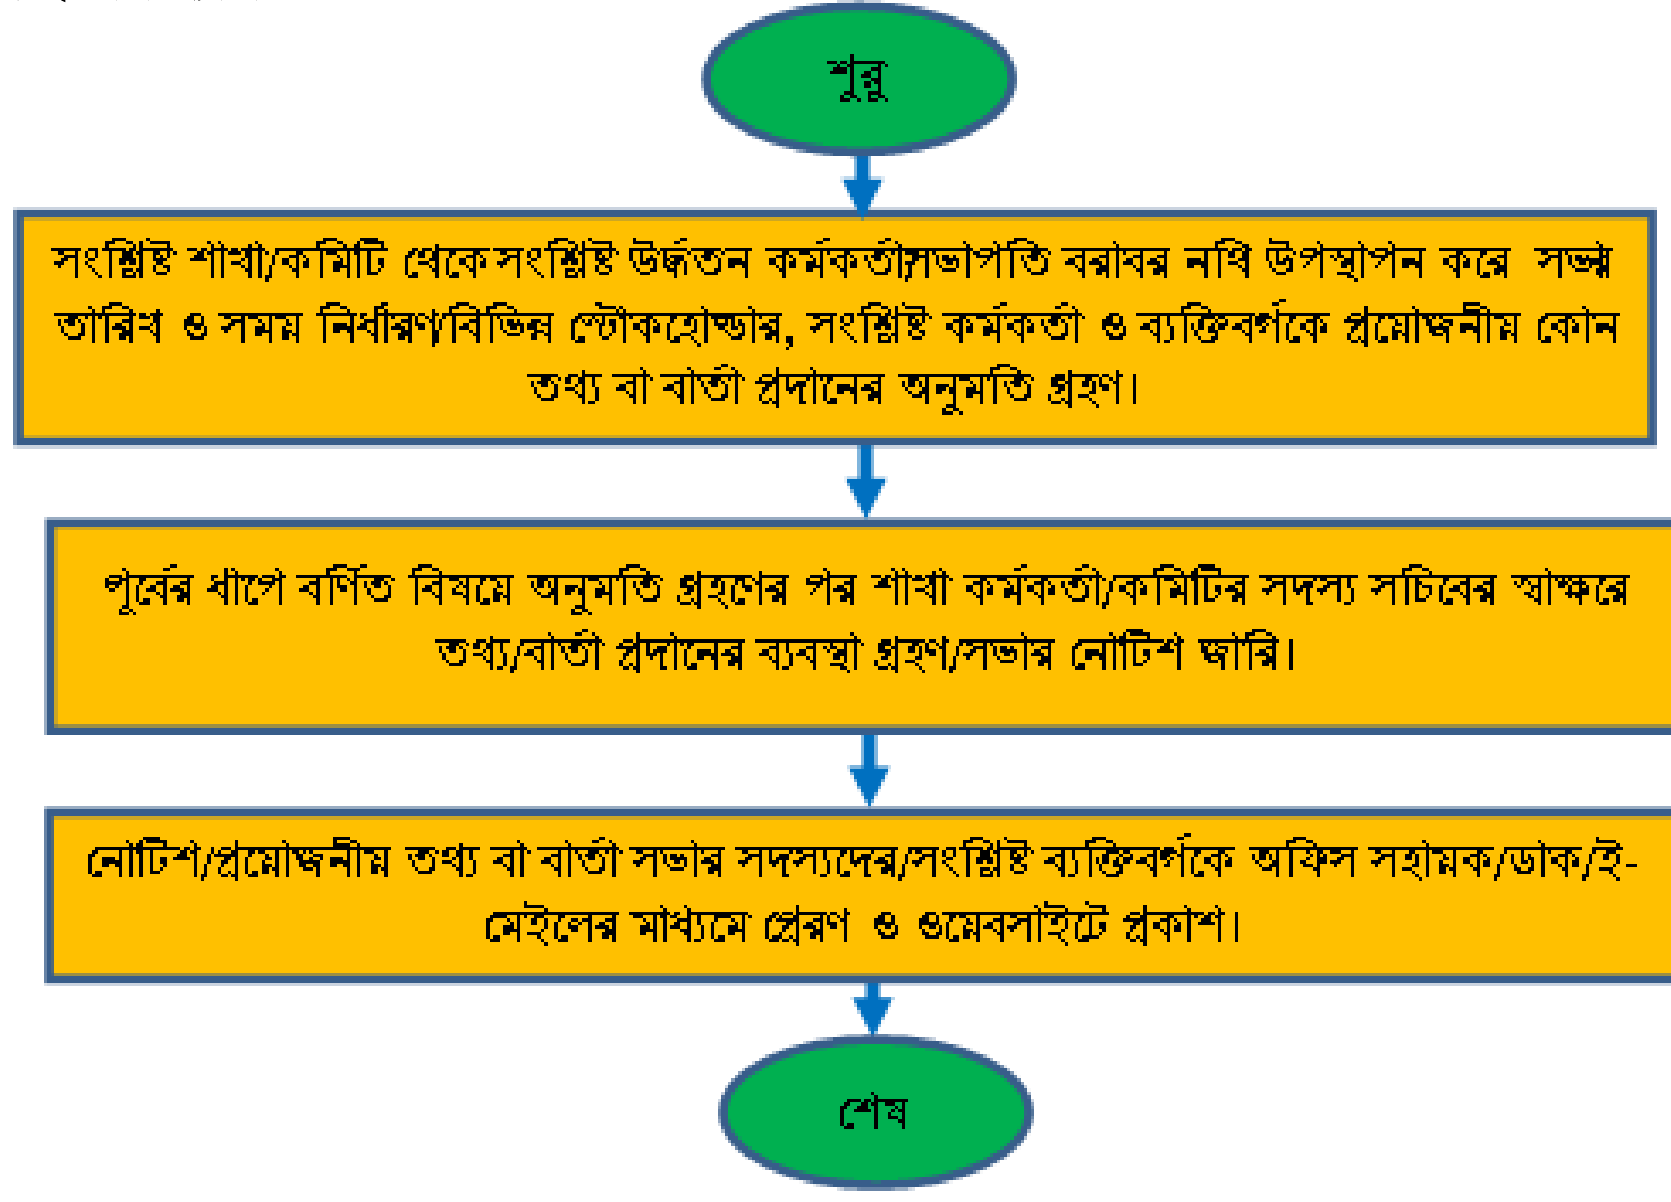 শুরু
সংশ্লিষ্ট শাখা/কমিটি থেকে সংশ্লিষ্ট উর্দ্ধতন কর্মকর্তা/সভাপতি বরাবর নথি উপস্থাপন করে সভার
তারিখ ও সময় নির্ধারণ/বিভিন্ন স্টেকহোল্ডার, সংশ্লিষ্ট কর্মকর্তা ও ব্যক্তিবর্গকে প্রয়োজনীয় কোন
তথ্য বা বার্তা প্রদানের অনুমতি গ্রহণ।
পূর্বের ধাপে বর্ণিত বিষয়ে অনুমতি গ্রহণের পর শাখা কর্মকর্তা/কমিটির সদস্য সচিবের স্বাক্ষরে
তথ্য/বার্তা প্রদানের ব্যবস্থা গ্রহণ/সভার নোটিশ জারি।
নোটিশ/প্রয়োজনীয় তথ্য বা বার্তা সভার সদস্যদের/সংশ্লিষ্ট ব্যক্তিবর্গকে অফিস সহায়ক/ডাক/ই-
মেইলের মাধ্যমে প্রেরণ ও ওয়েবসাইটে প্রকাশ।
শেষ